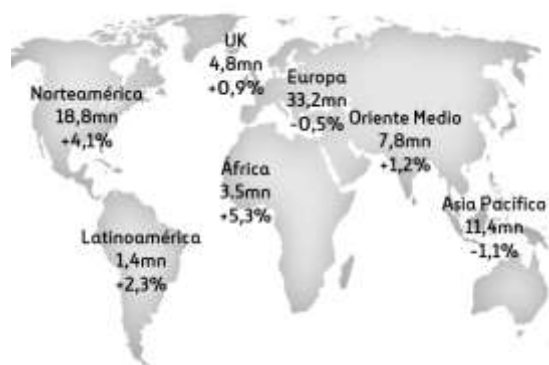 UK
4,8mn
+0,9%
Europa
33,2mn
-0,5%
Norteamérica
18,8mn
+4,1%
Oriente Medio
7,8mn
+1,2%
África
3,5mn
+5,3%
Asia Pacífico
11,4mn
-1,1%
Latinoamérica
1,4mn
+2,3%